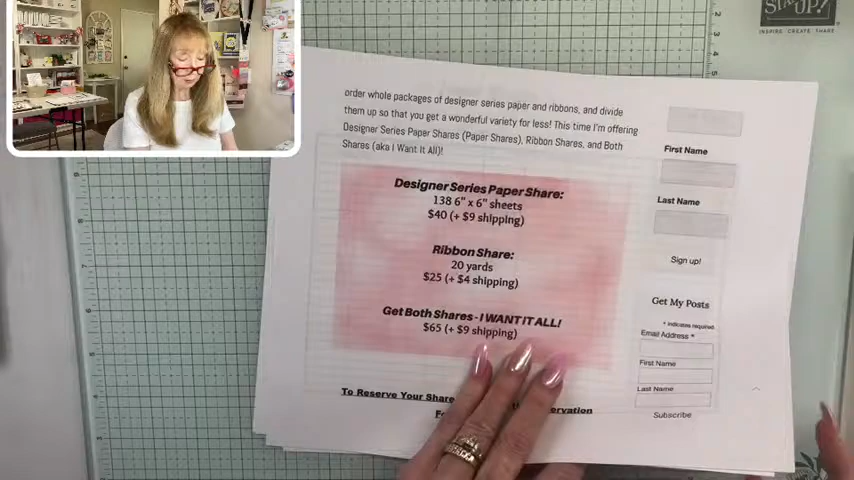 INSPIRE. CREATE. SHARE.
order whole packages of designer series paper and ribbons, and divide
them up so that you get a wonderful variety for less! This time I'm offering
Designer Series Paper Shares (Paper Shares), Ribbon Shares, and Both
Shares (aka I Want It All)!
Designer Series Paper Share:
138 6" x 6" sheets
$40 (+ $9 shipping)
Ribbon Share:
20 yards
$25 (+ $4 shipping)
Get Both Shares - I WANT IT ALL!
$65 (+ $9 shipping)
To Reserve Your Share
First Name
Last Name
Sign up!
Get My Posts
* indicates required
Email Address *
First Name
Last Name
Subscribe